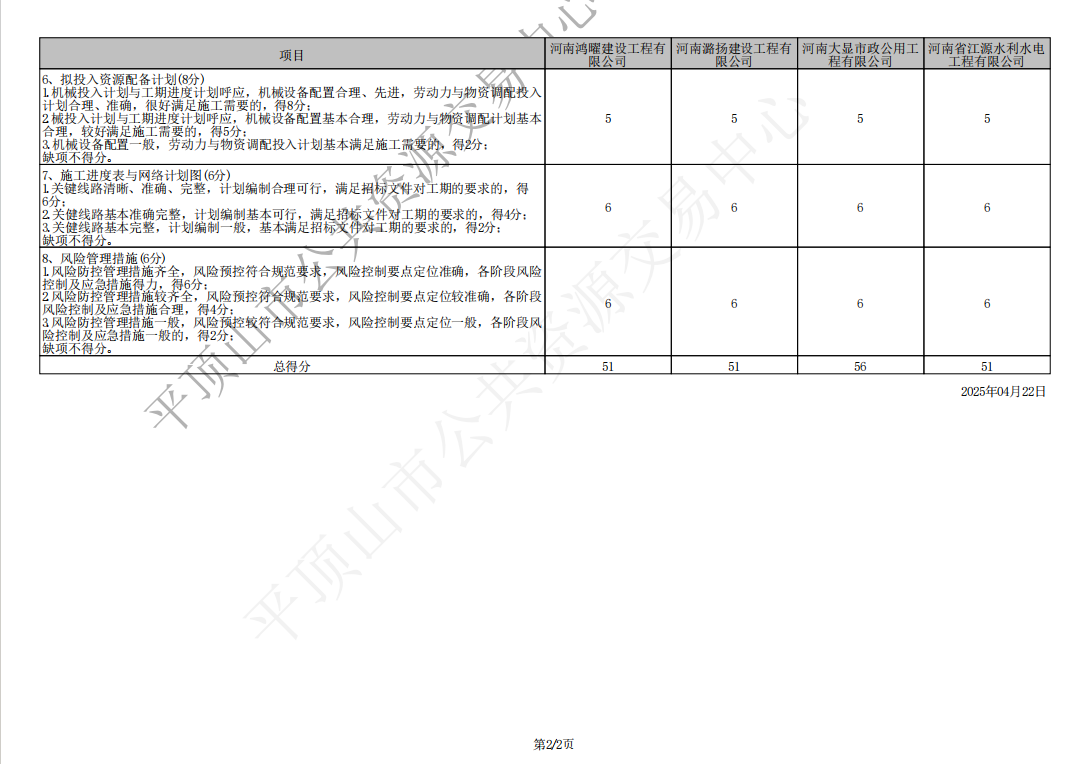 项目
河南鸿曜建设工程有
限公司
河南潞扬建设工程有
限公司
河南大显市政公用工
程有限公司
河南省江源水利水电
工程有限公司
6、拟投入资源配备计划(8分)
1.机械投入计划与工期进度计划呼应，机械设备配置合理、先进，劳动力与物资调配投入
计划合理、准确，很好满足施工需要的，得8分；
2.械投入计划与工期进度计划呼应，机械设备配置基本合理，劳动力与物资调配计划基本
合理，较好满足施工需要的，得5分；
3.机械设备配置一般，劳动力与物资调配投入计划基本满足施工需要的，得2分；
缺项不得分。
5
5
5
5
7、施工进度表与网络计划图(6分)
1.关键线路清晰、准确、完整，计划编制合理可行，满足招标文件对工期的要求的，得
6分；
2.关健线路基本准确完整，计划编制基本可行，满足招标文件对工期的要求的，得4分；
3.关健线路基本完整，计划编制一般，基本满足招标文件对工期的要求的，得2分；
缺项不得分。
6
6
6
6
8、风险管理措施(6分)
1.风险防控管理措施齐全，风险预控符合规范要求，风险控制要点定位准确，各阶段风险
控制及应急措施得力，得6分；
2.风险防控管理措施较齐全，风险预控符合规范要求，风险控制要点定位较准确，各阶段
风险控制及应急措施合理，得4分；
3.风险防控管理措施一般，风险预控较符合规范要求，风险控制要点定位一般，各阶段风
险控制及应急措施一般的，得2分；
缺项不得分。
6
6
6
6
总得分
51
51
56
51
2025年04月22日
平顶山市公共资源交易中心
平顶山市公共资源交易中心
第2/2页